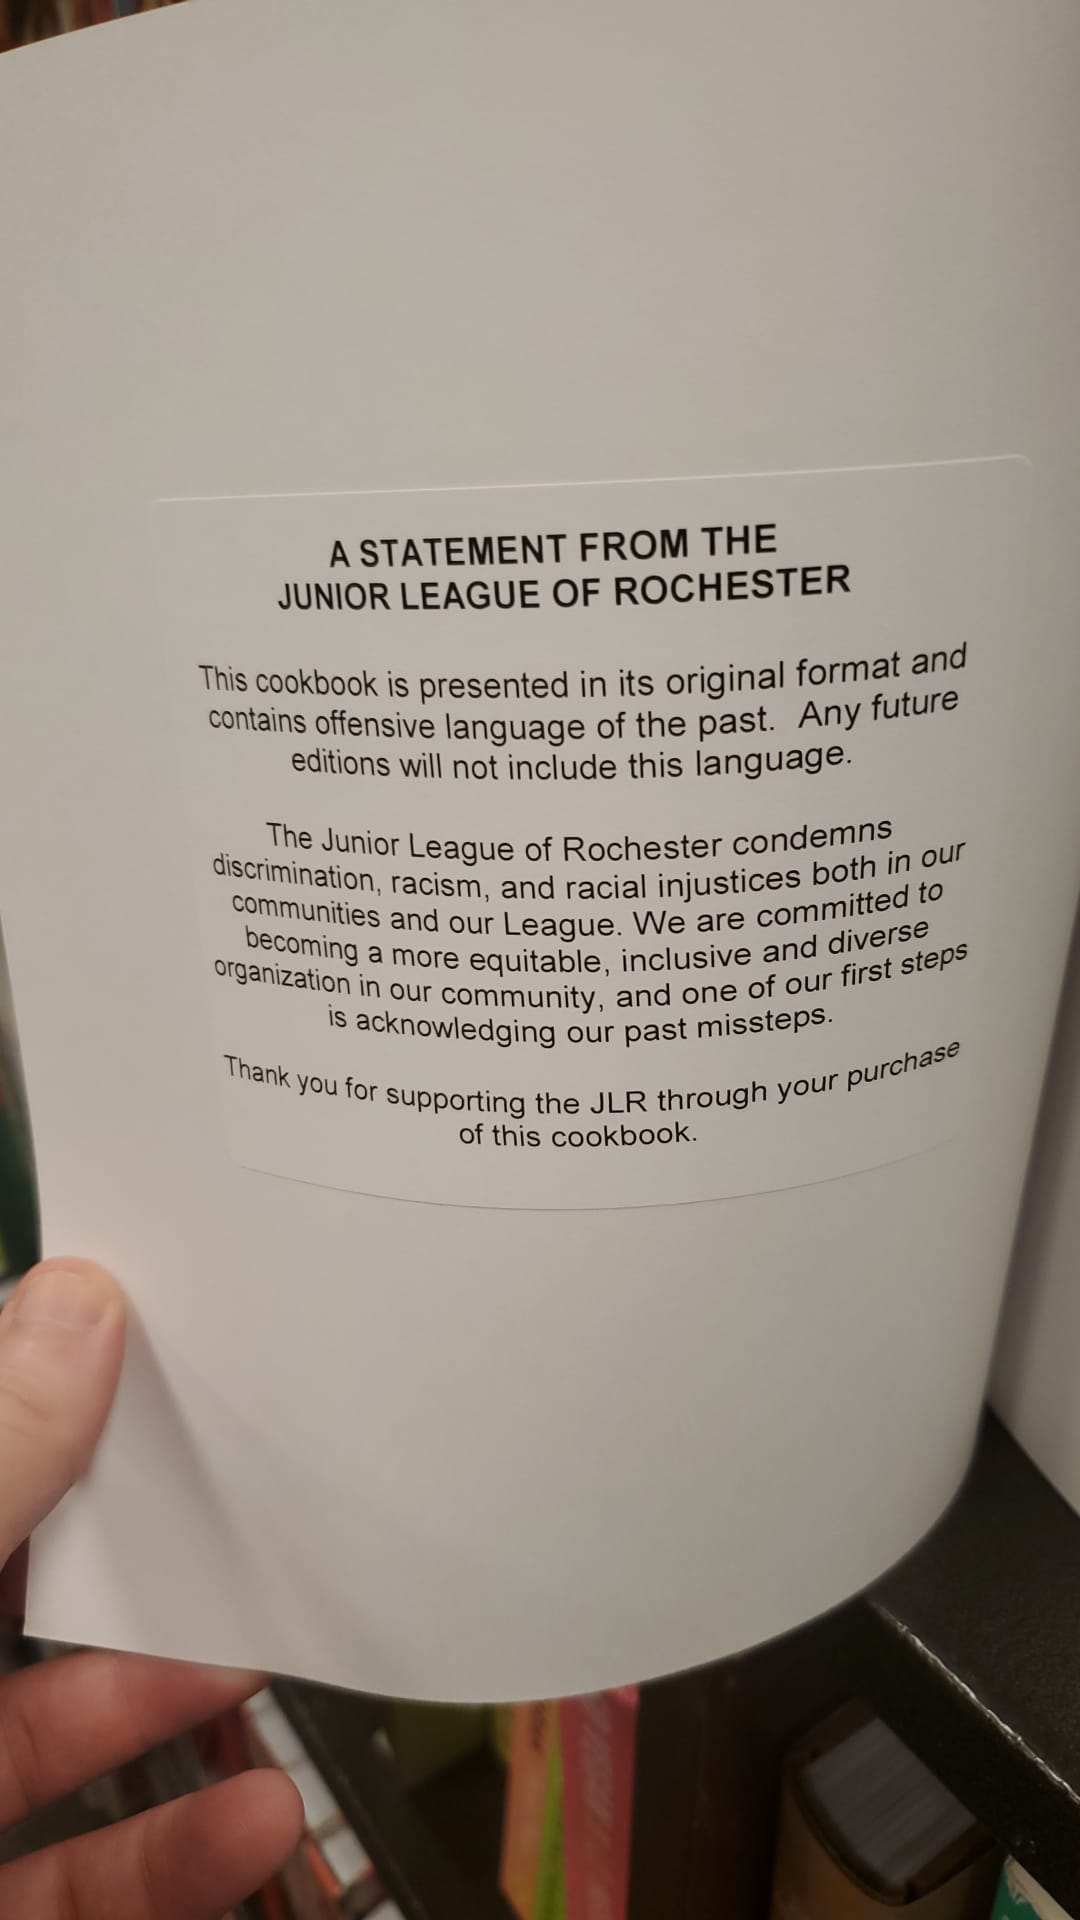 A STATEMENT FROM THE
JUNIOR LEAGUE OF ROCHESTER
This cookbook is presented in its original format and
contains offensive language of the past. Any future
editions will not include this language.
The Junior League of Rochester condemns
discrimination, racism, and racial injustices both in our
communities and our League. We are committed to
becoming a more equitable, inclusive and diverse
organization in our community, and one of our first steps
is acknowledging our past missteps.
Thank you for supporting the JLR through your purchase
of this cookbook.